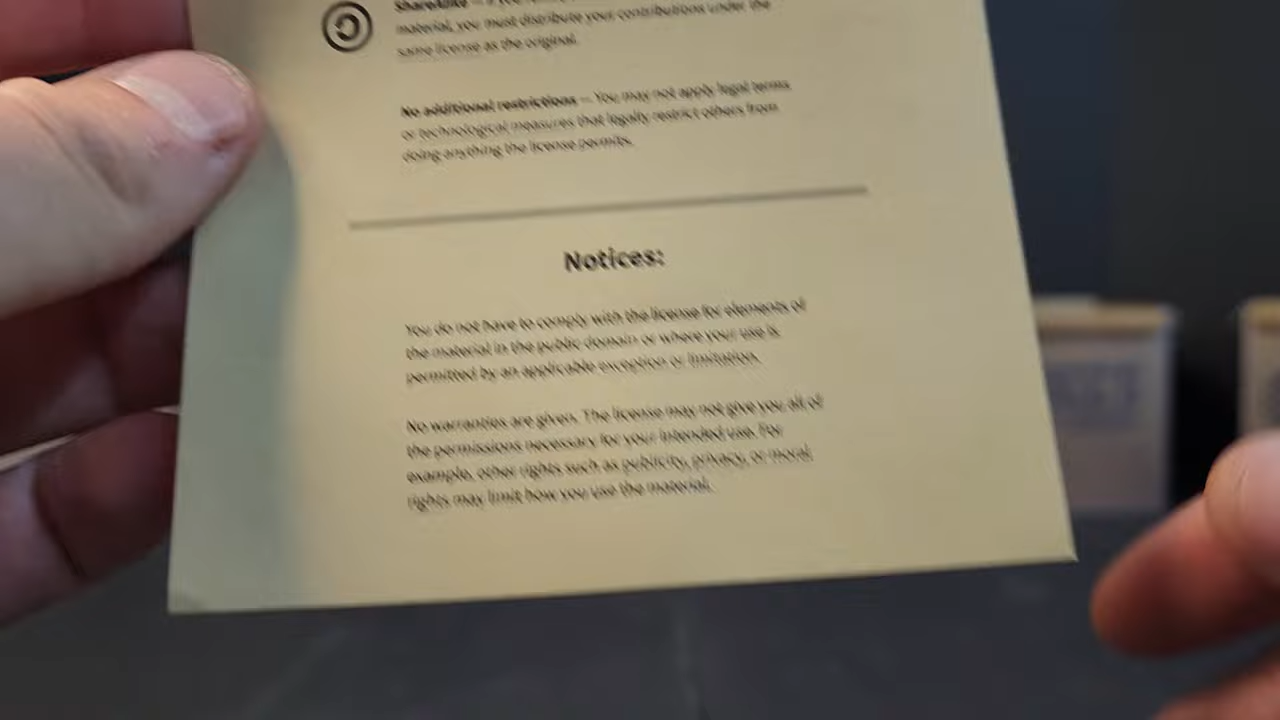 ShareAlike —
material, you must distribute your contributions under the
same license as the original.
No additional restrictions — You may not apply legal terms
or technological measures that legally restrict others from
doing anything the license permits.
Notices:
You do not have to comply with the license for elements of
the material in the public domain or where your use is
permitted by an applicable exception or limitation.
No warranties are given. The license may not give you all of
the permissions necessary for your intended use. For
example, other rights such as publicity, privacy, or moral
rights may limit how you use the material.